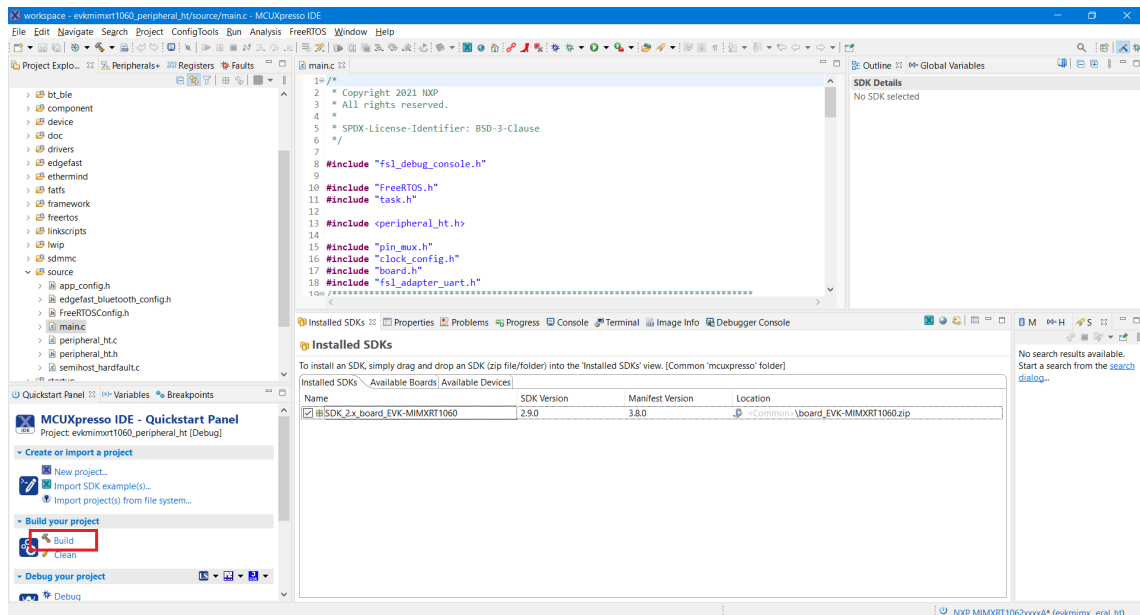 workspace - evkmimxrt1060_peripheral_ht/source/main.c - MCUXpresso IDE
File Edit Navigate Search Project ConfigTools Run Analysis FreeRTOS Window Help
Project Explo... Peripherals+ Registers Faults
bt_ble
component
device
doc
drivers
edgefast
ethermind
fatfs
framework
freertos
linkscripts
lwip
sdmmc
source
app_config.h
edgefast_bluetooth_config.h
FreeRTOSConfig.h
main.c
peripheral_ht.c
peripheral_ht.h
semihost_hardfault.c
startup
main.c
1 /*
2 * Copyright 2021 NXP
3 * All rights reserved.
4 *
5 * SPDX-License-Identifier: BSD-3-Clause
6 */
7
8 #include "fsl_debug_console.h"
9
10 #include "FreeRTOS.h"
11 #include "task.h"
12
13 #include <peripheral_ht.h>
14
15 #include "pin_mux.h"
16 #include "clock_config.h"
17 #include "board.h"
18 #include "fsl_adapter_uart.h"
19 /*******************************************************************************
Outline Global Variables
SDK Details
No SDK selected
Quickstart Panel Variables Breakpoints
IDE
MCUXpresso IDE - Quickstart Panel
Project: evkmimxrt1060_peripheral_ht [Debug]
Create or import a project
New project...
Import SDK example(s)...
Import project(s) from file system...
Build your project
Build
Clean
Debug your project
LS
Debug
Installed SDKs Properties Problems Progress Console Terminal Image Info Debugger Console
Installed SDKs
To install an SDK, simply drag and drop an SDK (zip file/folder) into the 'Installed SDKs' view. [Common 'mcuxpresso' folder]
Installed SDKs Available Boards Available Devices
Name SDK Version Manifest Version Location
SDK_2.x_board_EVK-MIMXRT1060 2.9.0 3.8.0 <Common>\board_EVK-MIMXRT1060.zip
M H S
No search results available.
Start a search from the search
dialog...
NXP MIMXRT1062xxxxA* (evkmimx...eral_ht)